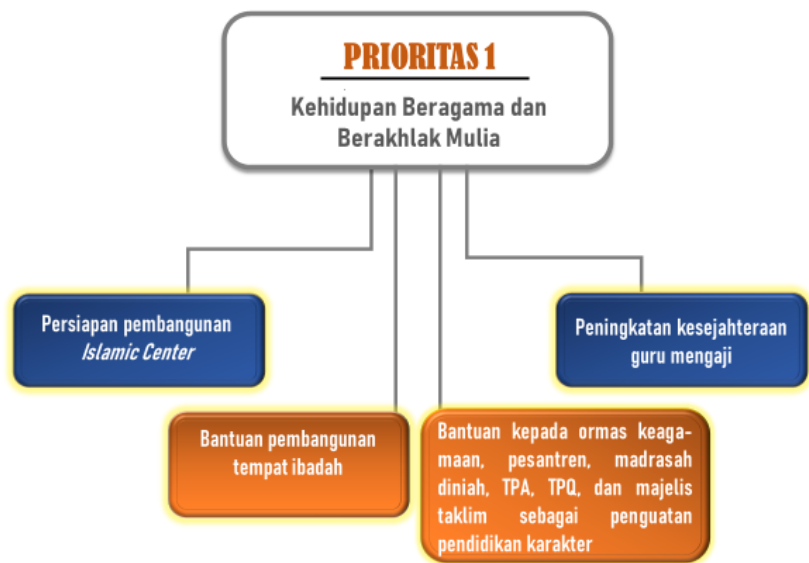 PRIORITAS 1
Kehidupan Beragama dan
Berakhlak Mulia
Persiapan pembangunan
Islamic Center
Peningkatan kesejahteraan
guru mengaji
Bantuan pembangunan
tempat ibadah
Bantuan kepada ormas keaga-
maan, pesantren, madrasah
diniah, TPA, TPQ, dan majelis
taklim sebagai penguatan
pendidikan karakter